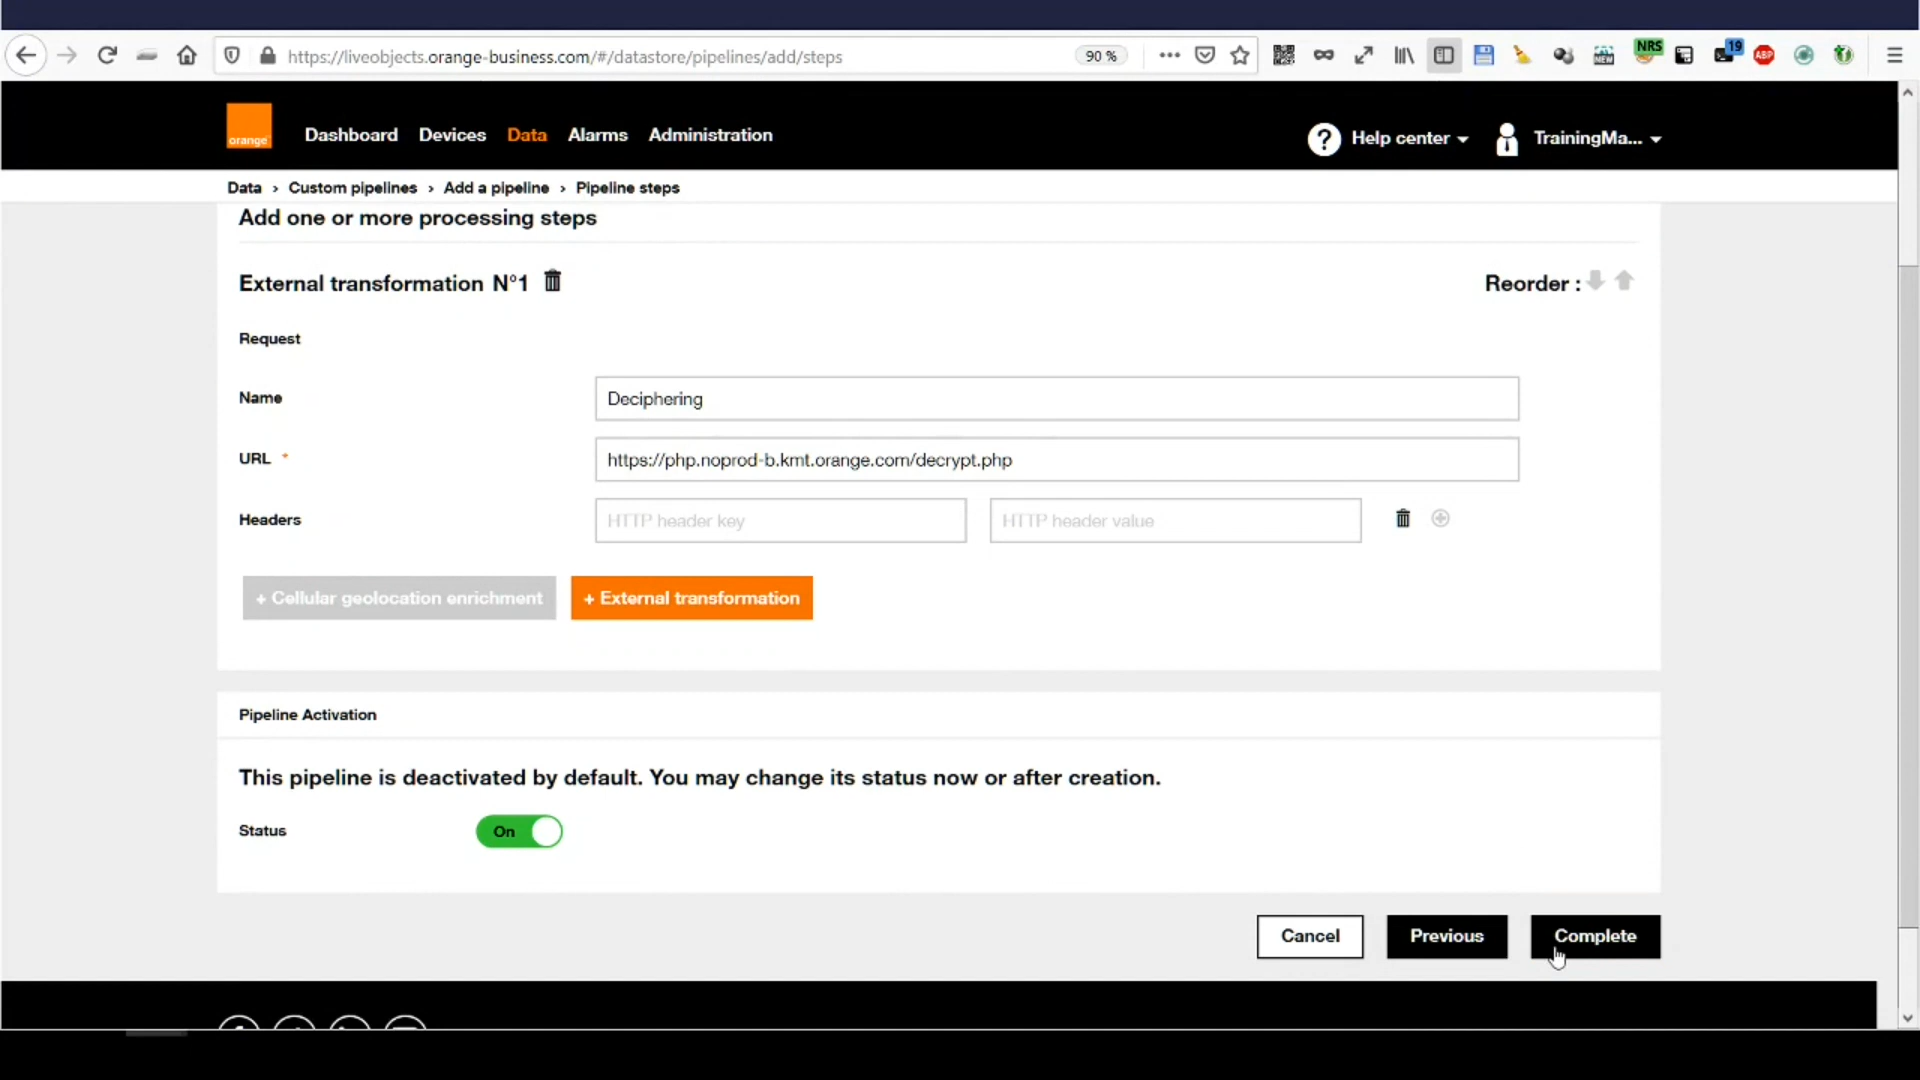 https://liveobjects.orange-business.com/#/datastore/pipelines/add/steps
90 %
NRS
NEW
19
ABP
orange
Dashboard
Devices
Data
Alarms
Administration
? Help center
TrainingMa...
Data › Custom pipelines › Add a pipeline › Pipeline steps
Add one or more processing steps
External transformation N°1
Reorder :
Request
Name
Deciphering
URL *
https://php.noprod-b.kmt.orange.com/decrypt.php
Headers
HTTP header key
HTTP header value
+ Cellular geolocation enrichment
+ External transformation
Pipeline Activation
This pipeline is deactivated by default. You may change its status now or after creation.
Status
On
Cancel
Previous
Complete